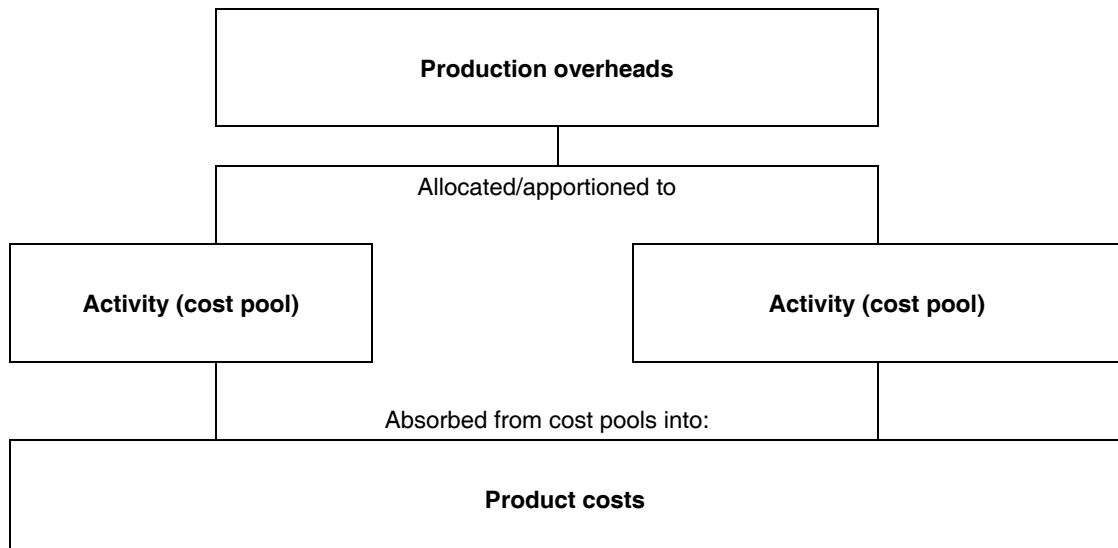 Production overheads
Allocated/apportioned to
Activity (cost pool)
Activity (cost pool)
Absorbed from cost pools into:
Product costs